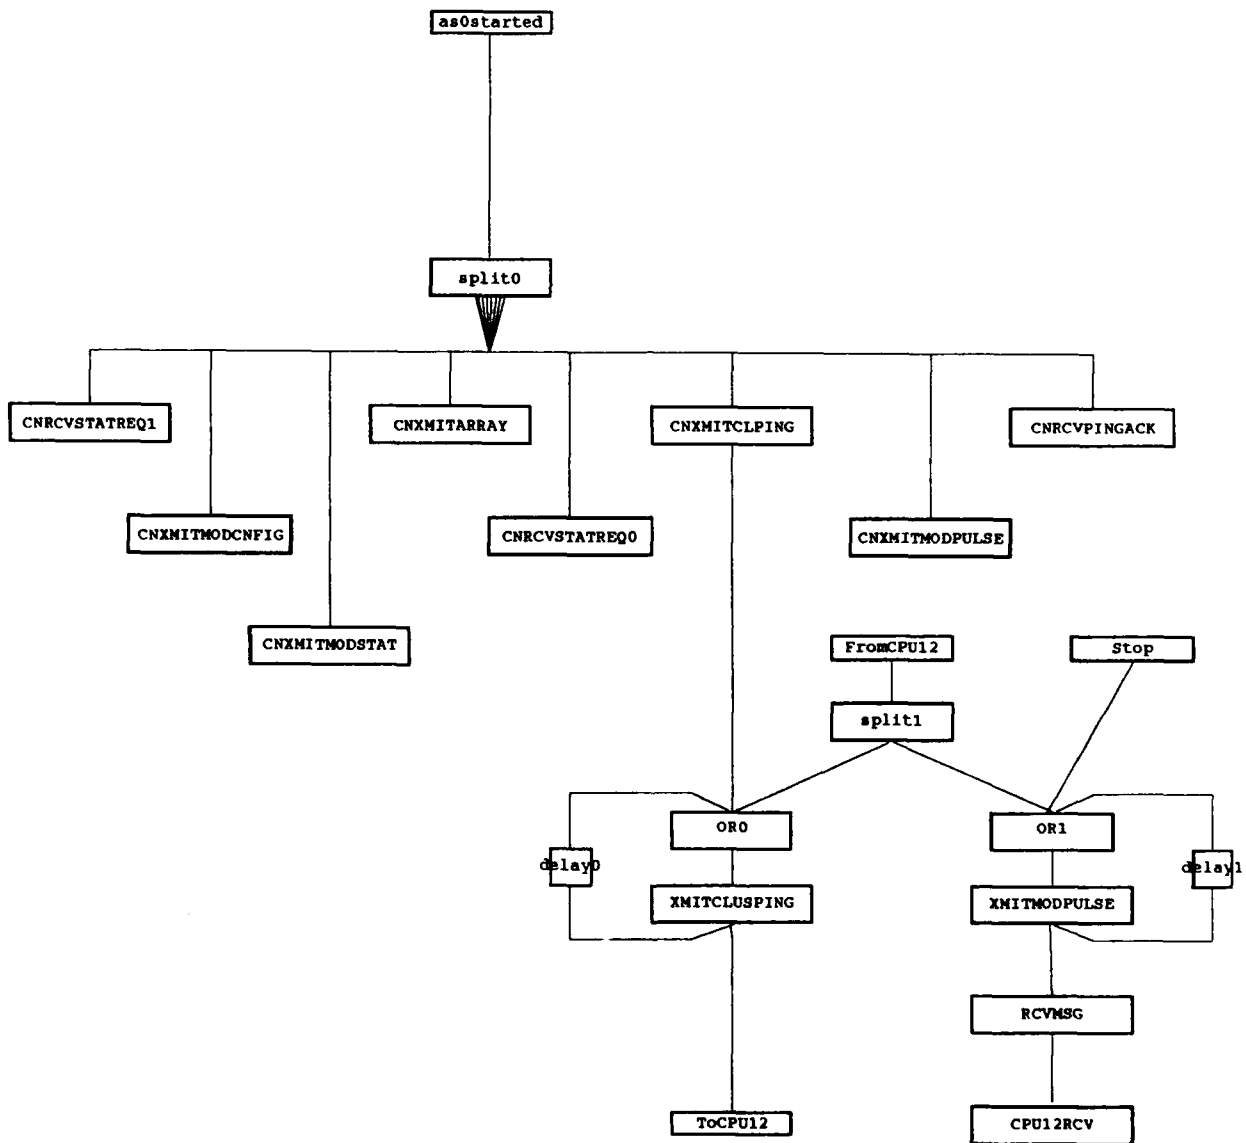 as0started
split0
CNRCVSTATREQ1
CNXMITARRAY
CNXMITCLPING
CNRCVPINGACK
CNXMITMODCNFIG
CNRCVSTATREQ0
CNXMITMODPULSE
CNXMITMODSTAT
FromCPU12
Stop
split1
OR0
OR1
delay0
delay1
XMITCLUSPING
XMITMODPULSE
RCVMSG
ToCPU12
CPU12RCV